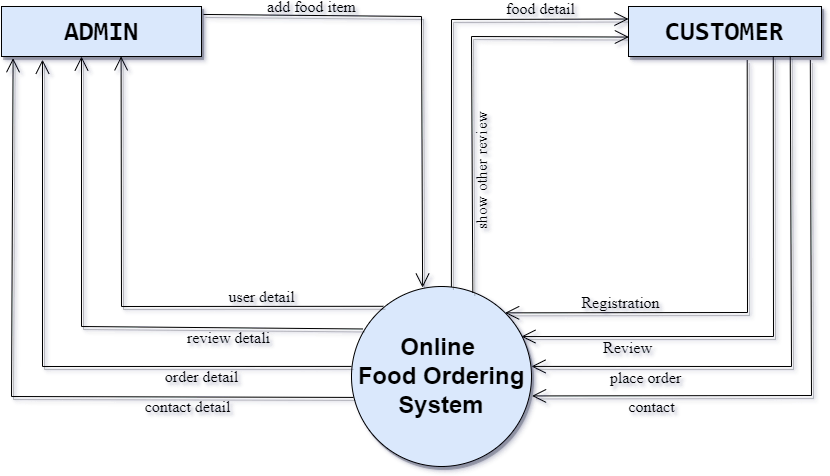 add food item
food detail
ADMIN
CUSTOMER
show other review
user detail
Registration
review detali
Review
Online
Food Ordering
System
order detail
place order
contact detail
contact